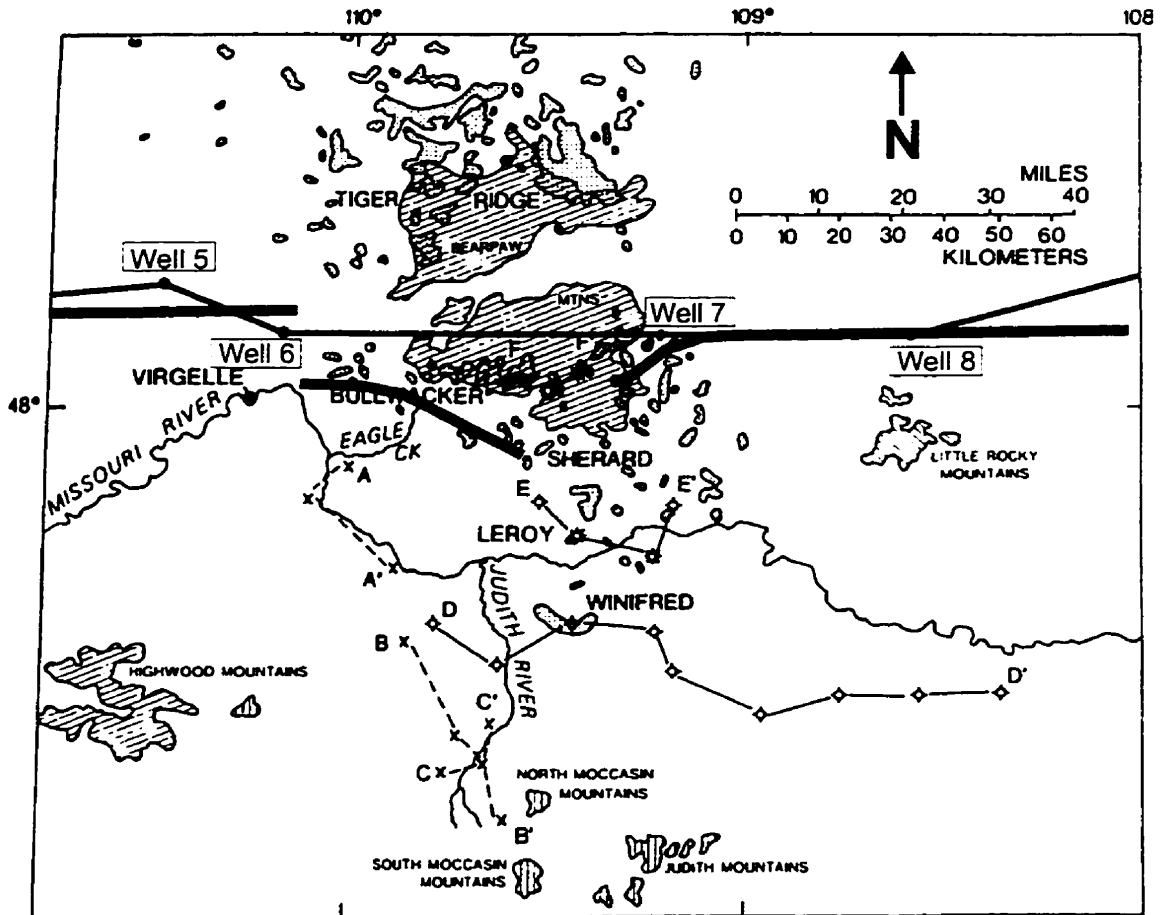 110° 109° 108
N
MILES
0 10 20 30 40
0 10 20 30 40 50 60
KILOMETERS
TIGER RIDGE
BEARPAW
MTNS
Well 5
Well 7
Well 6
Well 8
F F'
VIRGELLE
BULLWACKER
48°
MISSOURI RIVER
EAGLE
CK
SHERARD
LITTLE ROCKY
MOUNTAINS
A
E E'
LEROY
A'
JUDITH
RIVER
D
WINIFRED
B
HIGHWOOD MOUNTAINS
D'
C'
C
NORTH MOCCASIN
MOUNTAINS
B'
SOUTH MOCCASIN
MOUNTAINS
JUDITH MOUNTAINS